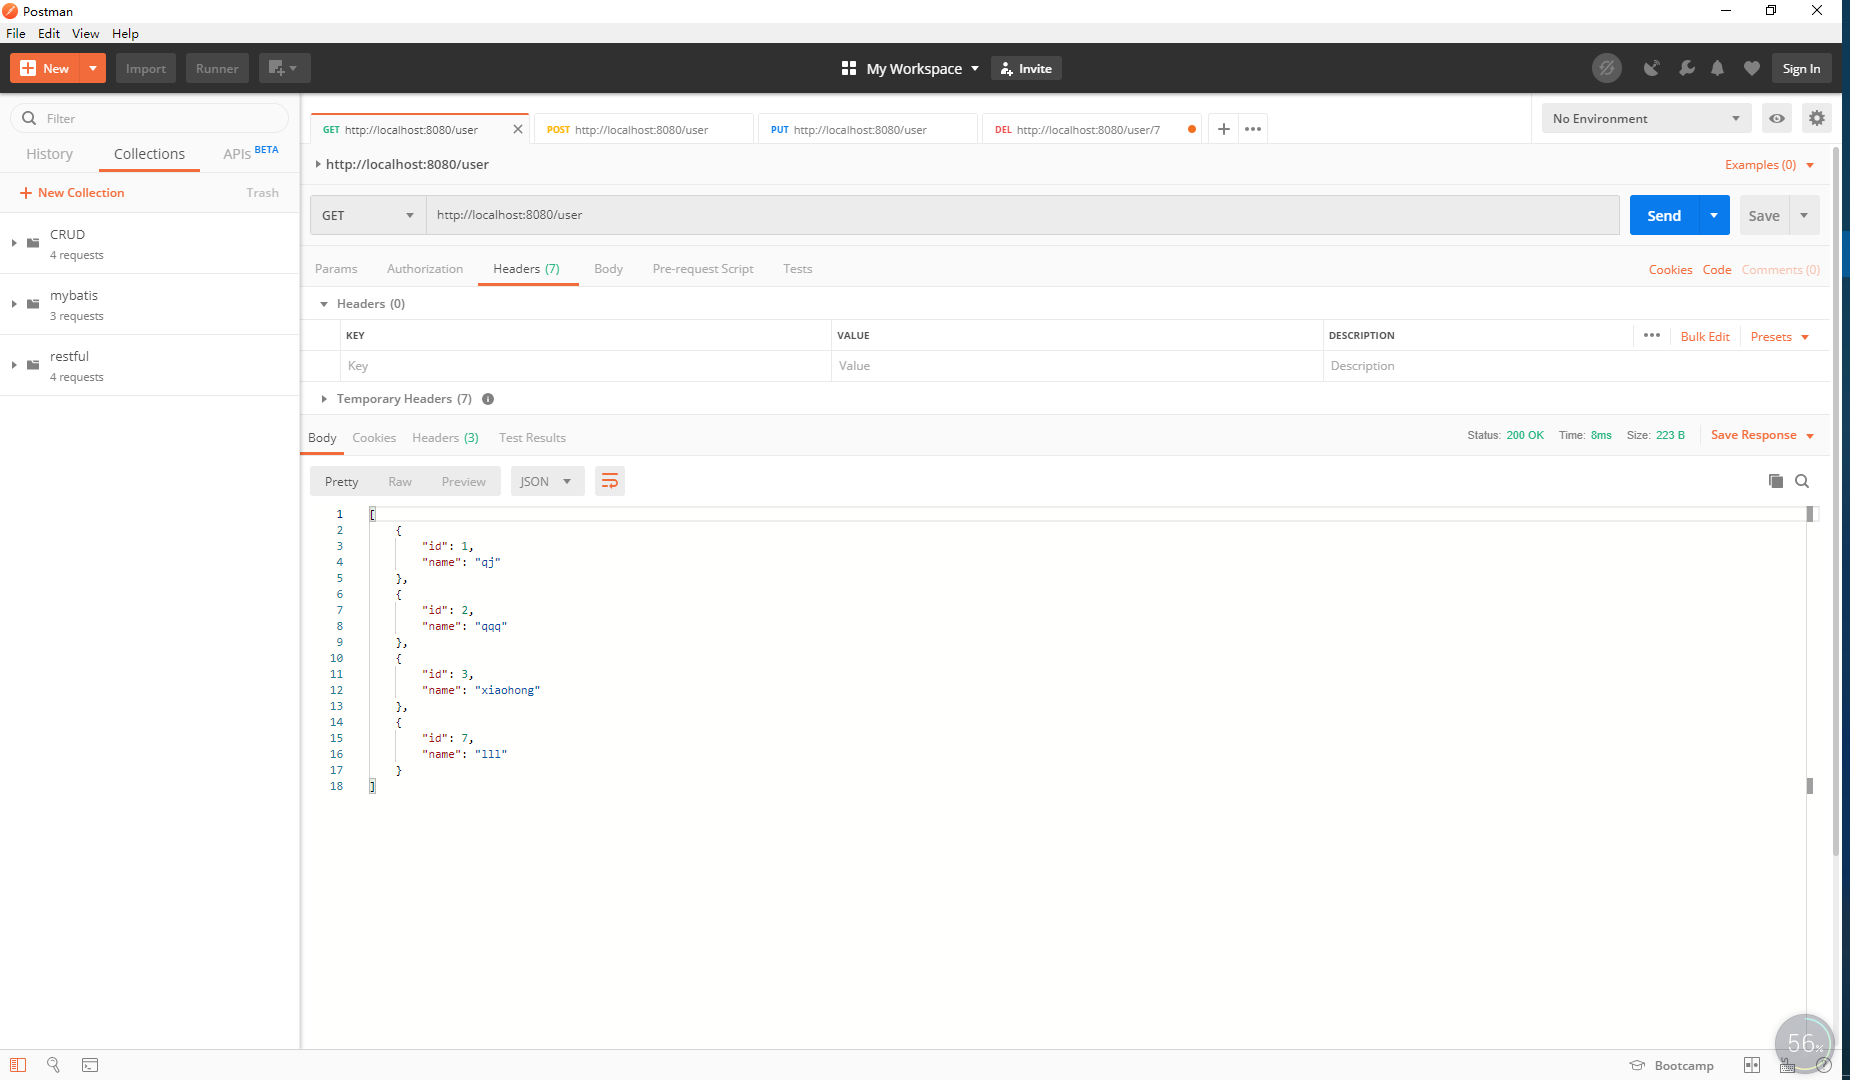 Postman
File Edit View Help
New Import Runner My Workspace Invite Sign In
Filter
History Collections APIs BETA
New Collection Trash
CRUD
4 requests
mybatis
3 requests
restful
4 requests
GET http://localhost:8080/user POST http://localhost:8080/user PUT http://localhost:8080/user DEL http://localhost:8080/user/7 No Environment
http://localhost:8080/user Examples (0)
GET http://localhost:8080/user Send Save
Params Authorization Headers (7) Body Pre-request Script Tests Cookies Code Comments (0)
Headers (0)
KEY VALUE DESCRIPTION Bulk Edit Presets
Key Value Description
Temporary Headers (7)
Body Cookies Headers (3) Test Results Status: 200 OK Time: 8ms Size: 223 B Save Response
Pretty Raw Preview JSON
1 [
2 {
3 "id": 1,
4 "name": "qj"
5 },
6 {
7 "id": 2,
8 "name": "qqq"
9 },
10 {
11 "id": 3,
12 "name": "xiaohong"
13 },
14 {
15 "id": 7,
16 "name": "lll"
17 }
18 ]
56%
Bootcamp